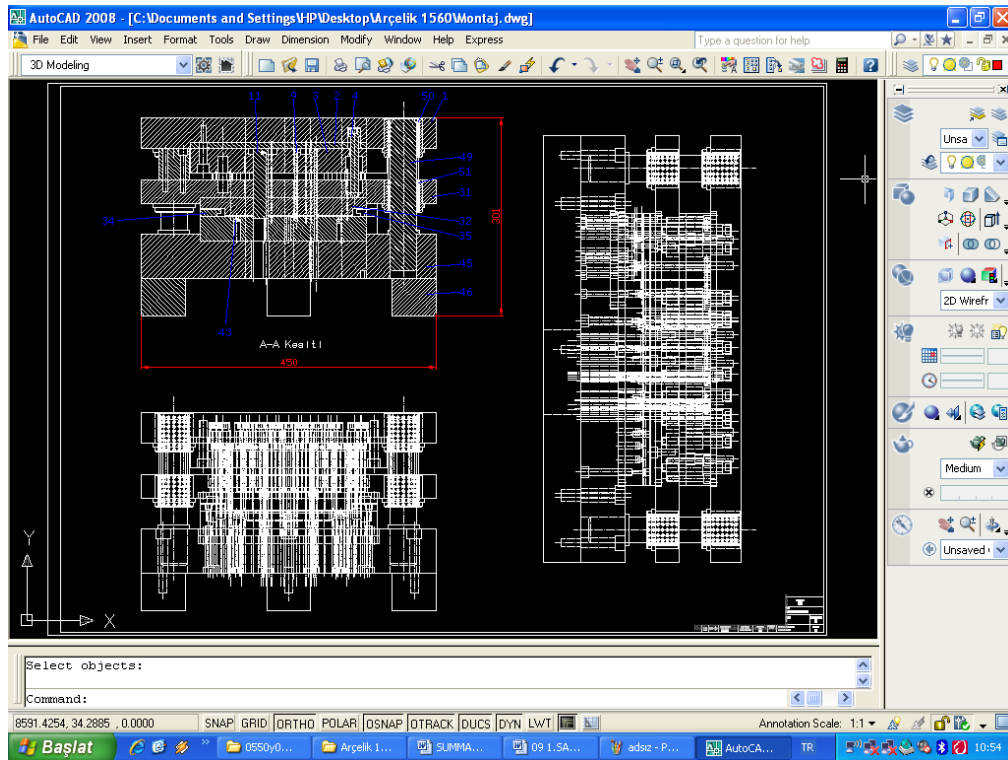 AutoCAD 2008 - [C:\Documents and Settings\HP\Desktop\Arçelik 1560\Montaj.dwg]
File Edit View Insert Format Tools Draw Dimension Modify Window Help Express
Type a question for help
3D Modeling
11 9 3 2 4 50 1
49
51
31
34
32
35
301
45
46
43
A-A Kesiti
450
Y
X
Unsa
2D Wirefr
Medium
Unsaved
Select objects:
Command:
8591.4254, 34.2885 , 0.0000 SNAP GRID ORTHO POLAR OSNAP OTRACK DUCS DYN LWT Annotation Scale: 1:1
Başlat 0550y0... Arçelik 1... SUMMA... 09 1.SA... adsız - P... AutoCA... TR 10:54